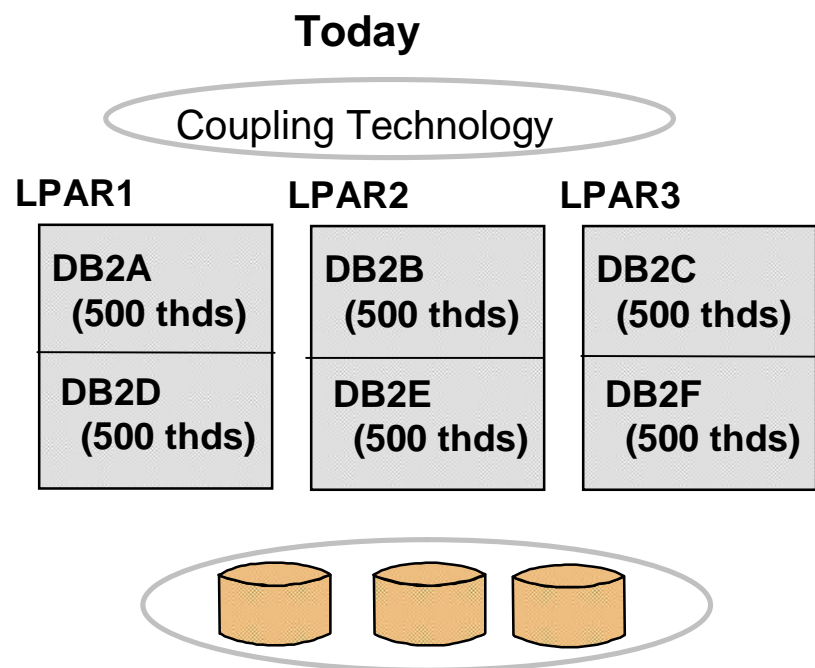 Today
Coupling Technology
LPAR1
DB2A
(500 thds)
DB2D
(500 thds)
LPAR2
DB2B
(500 thds)
DB2E
(500 thds)
LPAR3
DB2C
(500 thds)
DB2F
(500 thds)